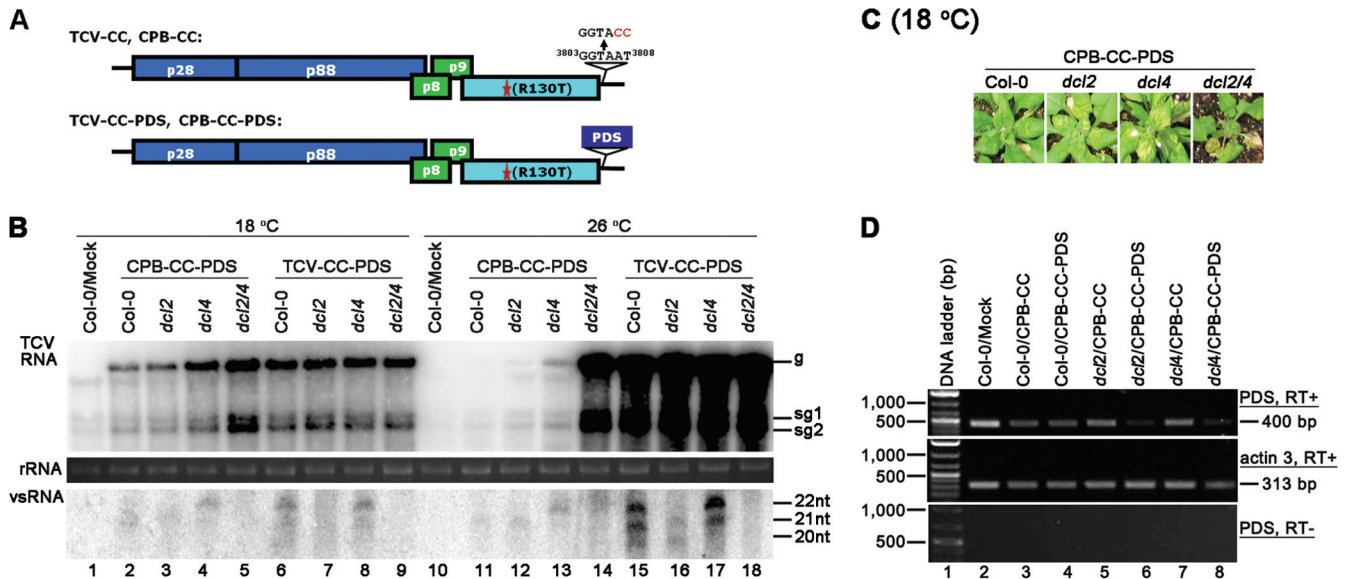 A
TCV-CC, CPB-CC:
GGTACC
3803GGTAAT3808
p28
p88
p9
p8
(R130T)
TCV-CC-PDS, CPB-CC-PDS:
PDS
p28
p88
p9
p8
(R130T)
B
18 ºC
26 ºC
Col-0/Mock
CPB-CC-PDS
Col-0
dcl2
dcl4
dcl2/4
TCV-CC-PDS
Col-0
dcl2
dcl4
dcl2/4
Col-0/Mock
CPB-CC-PDS
Col-0
dcl2
dcl4
dcl2/4
TCV-CC-PDS
Col-0
dcl2
dcl4
dcl2/4
TCV
RNA
g
sg1
sg2
rRNA
vsRNA
22nt
21nt
20nt
1 2 3 4 5 6 7 8 9 10 11 12 13 14 15 16 17 18
C (18 ºC)
CPB-CC-PDS
Col-0 dcl2 dcl4 dcl2/4
D
DNA ladder (bp)
Col-0/Mock
Col-0/CPB-CC
Col-0/CPB-CC-PDS
dcl2/CPB-CC
dcl2/CPB-CC-PDS
dcl4/CPB-CC
dcl4/CPB-CC-PDS
1,000
500
PDS, RT+
400 bp
1,000
500
actin 3, RT+
313 bp
1,000
500
PDS, RT-
1 2 3 4 5 6 7 8